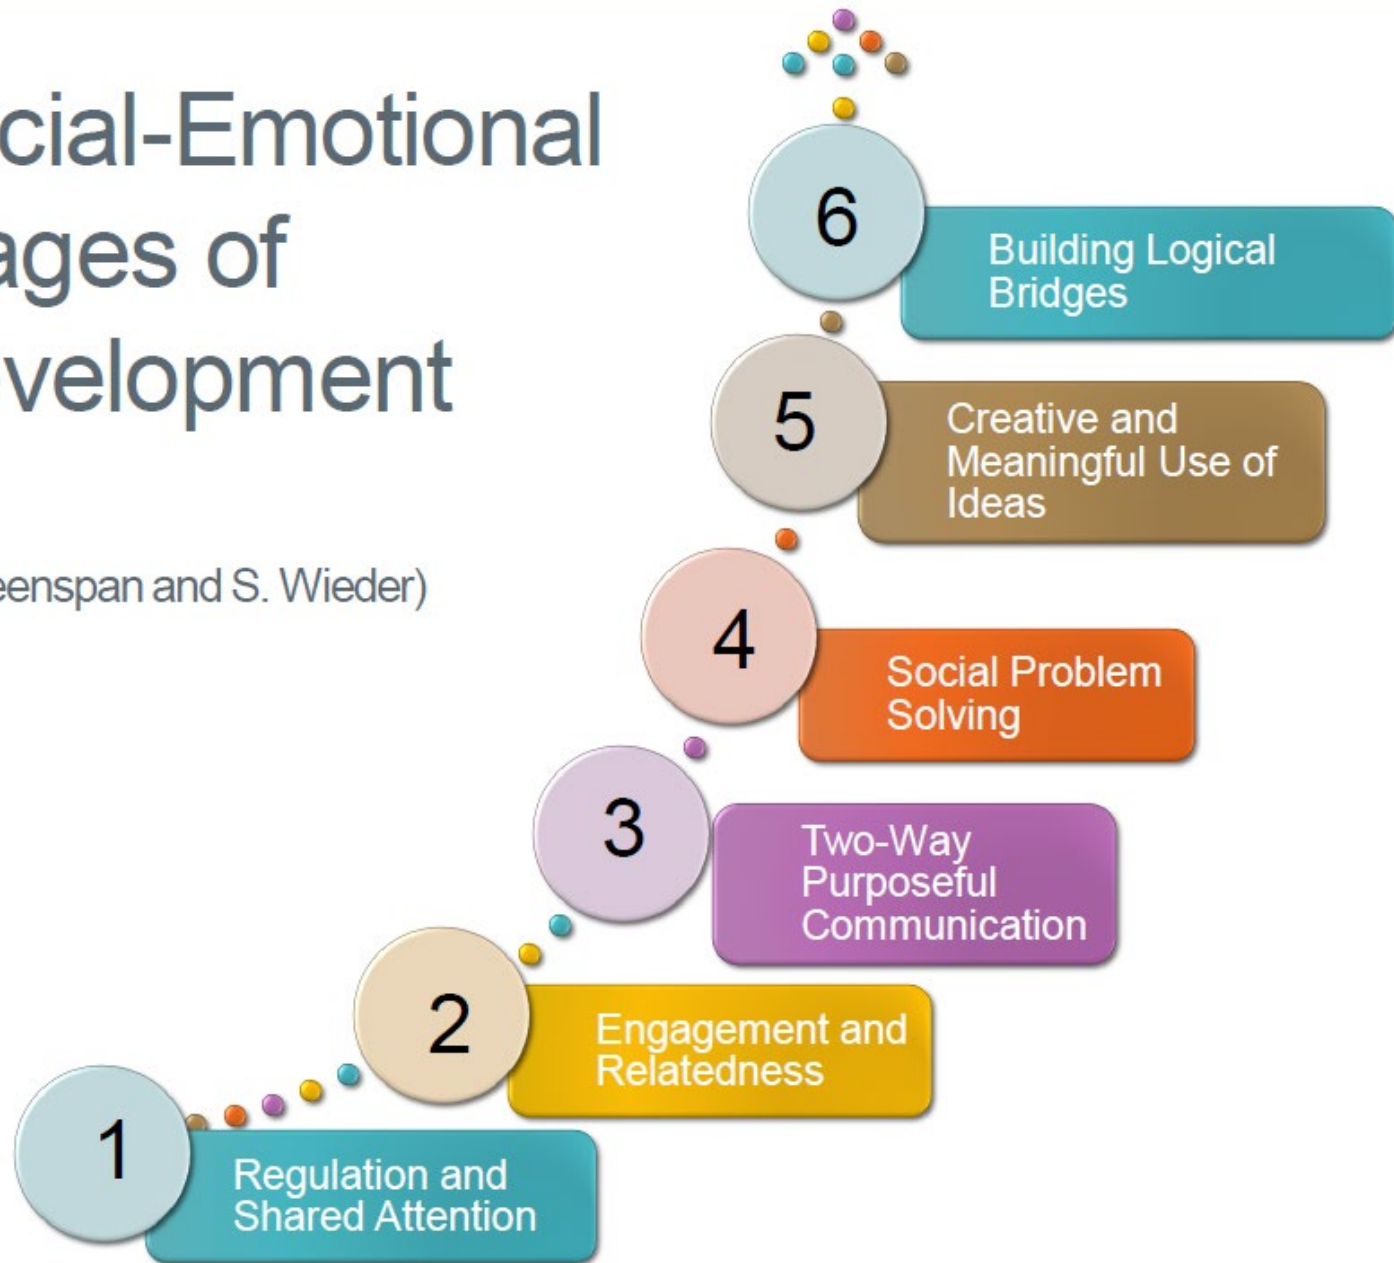 cial-Emotional
ages of
velopment
eenspan and S. Wieder)
6
Building Logical
Bridges
5
Creative and
Meaningful Use of
Ideas
4
Social Problem
Solving
3
Two-Way
Purposeful
Communication
2
Engagement and
Relatedness
1
Regulation and
Shared Attention